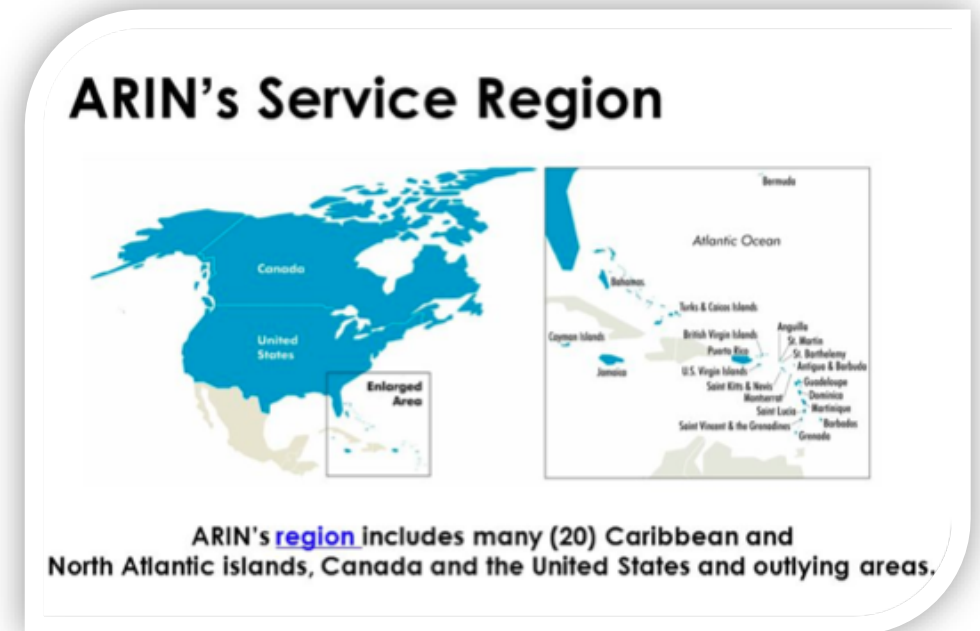 ARIN’s Service Region
Canada
United
States
Enlarged
Area
Bermuda
Atlantic Ocean
Bahamas
Turks & Caicos Islands
Cayman Islands
Jamaica
British Virgin Islands
Puerto Rico
U.S. Virgin Islands
Saint Kitts & Nevis
Montserrat
Saint Lucia
Saint Vincent & the Grenadines
Anguilla
St. Martin
St. Barthelemy
Antigua & Barbuda
Guadeloupe
Dominica
Martinique
Barbados
Grenada
ARIN’s region includes many (20) Caribbean and
North Atlantic islands, Canada and the United States and outlying areas.